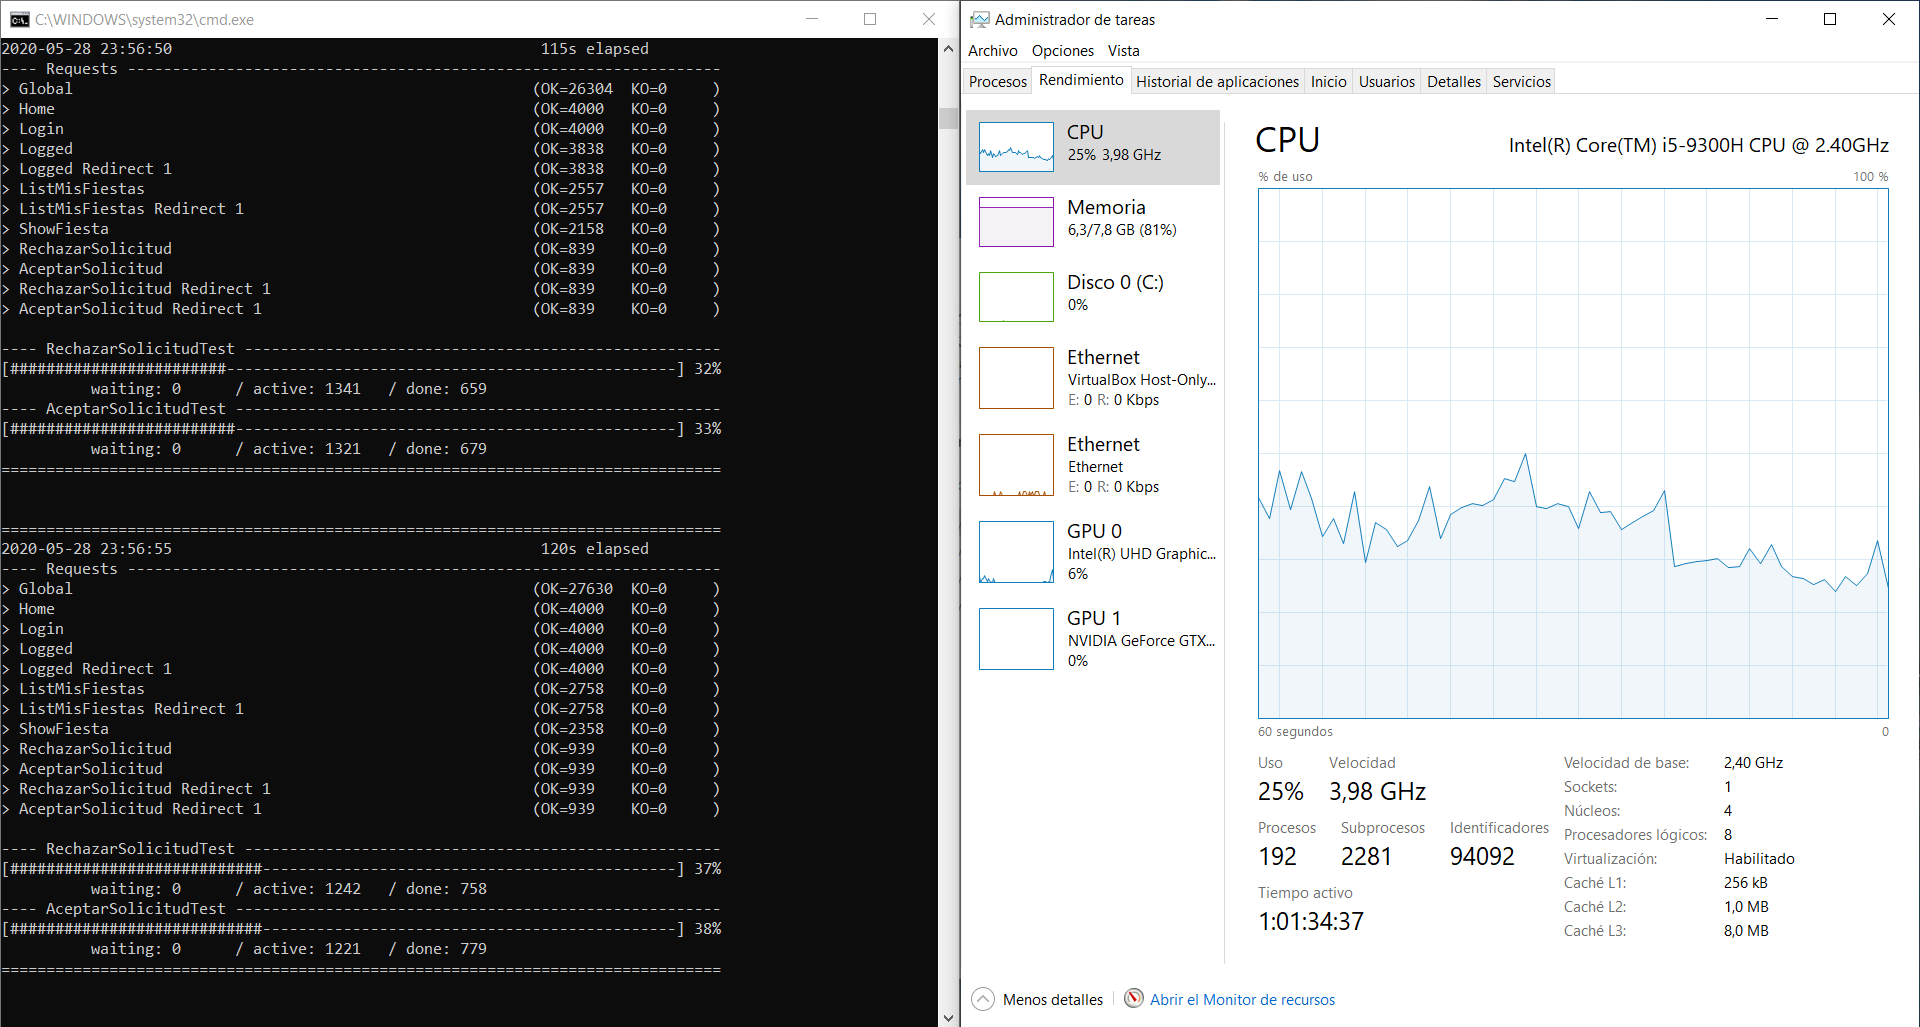 C:\WINDOWS\system32\cmd.exe
2020-05-28 23:56:50                                         115s elapsed
---- Requests ------------------------------------------------------------------
> Global                                                   (OK=26304  KO=0     )
> Home                                                     (OK=4000   KO=0     )
> Login                                                    (OK=4000   KO=0     )
> Logged                                                   (OK=3838   KO=0     )
> Logged Redirect 1                                        (OK=3838   KO=0     )
> ListMisFiestas                                           (OK=2557   KO=0     )
> ListMisFiestas Redirect 1                                (OK=2557   KO=0     )
> ShowFiesta                                               (OK=2158   KO=0     )
> RechazarSolicitud                                        (OK=839    KO=0     )
> AceptarSolicitud                                         (OK=839    KO=0     )
> RechazarSolicitud Redirect 1                             (OK=839    KO=0     )
> AceptarSolicitud Redirect 1                              (OK=839    KO=0     )
---- RechazarSolicitudTest -----------------------------------------------------
[########################--------------------------------------------------] 32%
          waiting: 0      / active: 1341   / done: 659
---- AceptarSolicitudTest ------------------------------------------------------
[#########################-------------------------------------------------] 33%
          waiting: 0      / active: 1321   / done: 679
================================================================================
================================================================================
2020-05-28 23:56:55                                         120s elapsed
---- Requests ------------------------------------------------------------------
> Global                                                   (OK=27630  KO=0     )
> Home                                                     (OK=4000   KO=0     )
> Login                                                    (OK=4000   KO=0     )
> Logged                                                   (OK=4000   KO=0     )
> Logged Redirect 1                                        (OK=4000   KO=0     )
> ListMisFiestas                                           (OK=2758   KO=0     )
> ListMisFiestas Redirect 1                                (OK=2758   KO=0     )
> ShowFiesta                                               (OK=2358   KO=0     )
> RechazarSolicitud                                        (OK=939    KO=0     )
> AceptarSolicitud                                         (OK=939    KO=0     )
> RechazarSolicitud Redirect 1                             (OK=939    KO=0     )
> AceptarSolicitud Redirect 1                              (OK=939    KO=0     )
---- RechazarSolicitudTest -----------------------------------------------------
[############################----------------------------------------------] 37%
          waiting: 0      / active: 1242   / done: 758
---- AceptarSolicitudTest ------------------------------------------------------
[############################----------------------------------------------] 38%
          waiting: 0      / active: 1221   / done: 779
================================================================================
Administrador de tareas
Archivo Opciones Vista
Procesos Rendimiento Historial de aplicaciones Inicio Usuarios Detalles Servicios
CPU
25% 3,98 GHz
Memoria
6,3/7,8 GB (81%)
Disco 0 (C:)
0%
Ethernet
VirtualBox Host-Only...
E: 0 R: 0 Kbps
Ethernet
Ethernet
E: 0 R: 0 Kbps
GPU 0
Intel(R) UHD Graphic...
6%
GPU 1
NVIDIA GeForce GTX...
0%
CPU
Intel(R) Core(TM) i5-9300H CPU @ 2.40GHz
% de uso 100 %
60 segundos 0
Uso Velocidad
25% 3,98 GHz
Procesos Subprocesos Identificadores
192 2281 94092
Tiempo activo
1:01:34:37
Velocidad de base: 2,40 GHz
Sockets: 1
Núcleos: 4
Procesadores lógicos: 8
Virtualización: Habilitado
Caché L1: 256 kB
Caché L2: 1,0 MB
Caché L3: 8,0 MB
Menos detalles Abrir el Monitor de recursos